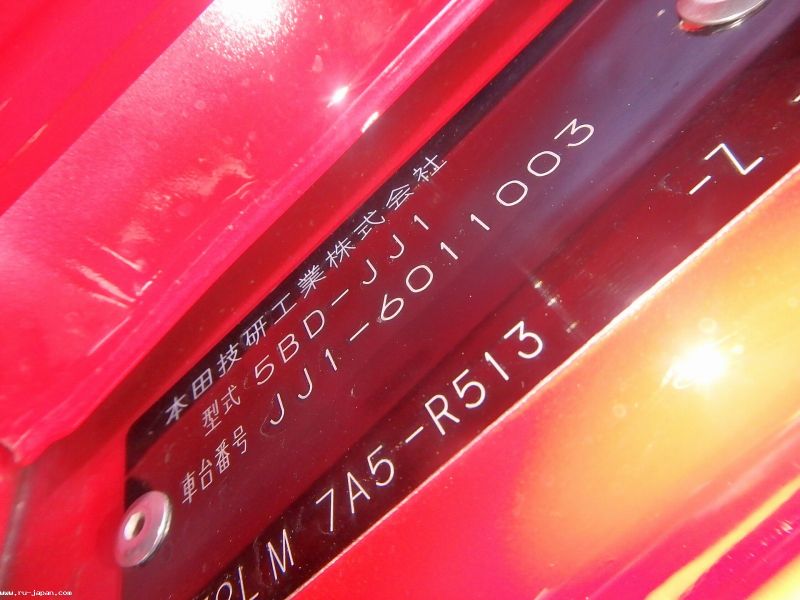 本田技研工業株式会社
型式 5BD-JJ1
車台番号 JJ1-6011003
LM 7A5-R513 -Z
www.ru-japan.com